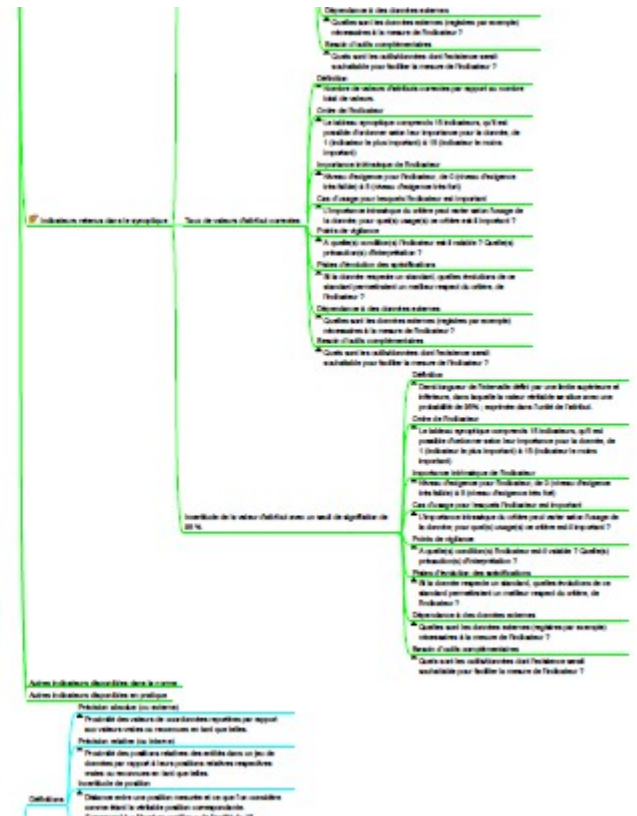 Dépendance à des données externes
Quelles sont les données externes (registres par exemple)
nécessaires à la mesure de l'indicateur ?
Besoin d'outils complémentaires
Quels sont les outils/données dont l'existence serait
souhaitable pour faciliter la mesure de l'indicateur ?
Définition
Nombre de valeurs d'attributs correctes par rapport au nombre
total de valeurs.
Ordre de l'indicateur
Le tableau synoptique comprends 15 indicateurs, qu'il est
possible d'ordonner selon leur importance pour la donnée, de
1 (indicateur le plus important) à 15 (indicateur le moins
important)
Importance intrinsèque de l'indicateur
Niveau d'exigence pour l'indicateur, de 0 (niveau d'exigence
très faible) à 5 (niveau d'exigence très fort)
Cas d'usage pour lesquels l'indicateur est important
L'importance intrinsèque du critère peut varier selon l'usage de
la donnée; pour quel(s) usage(s) ce critère est-il important ?
Points de vigilance
A quelle(s) condition(s) l'indicateur est-il valable ? Quelle(s)
précaution(s) d'interprétation ?
Pistes d'évolution des spécifications
Si la donnée respecte un standard, quelles évolutions de ce
standard permettraient un meilleur respect du critère, de
l'indicateur ?
Dépendance à des données externes
Quelles sont les données externes (registres par exemple)
nécessaires à la mesure de l'indicateur ?
Besoin d'outils complémentaires
Quels sont les outils/données dont l'existence serait
souhaitable pour faciliter la mesure de l'indicateur ?
Indicateurs retenus dans le synoptique
Taux de valeurs d'attribut correctes
Définition
Demi-longueur de l'intervalle défini par une limite supérieure et
inférieure, dans laquelle la valeur véritable se situe avec une
probabilité de 95% ; exprimée dans l'unité de l'attribut.
Ordre de l'indicateur
Le tableau synoptique comprends 15 indicateurs, qu'il est
possible d'ordonner selon leur importance pour la donnée, de
1 (indicateur le plus important) à 15 (indicateur le moins
important)
Importance intrinsèque de l'indicateur
Niveau d'exigence pour l'indicateur, de 0 (niveau d'exigence
très faible) à 5 (niveau d'exigence très fort)
Cas d'usage pour lesquels l'indicateur est important
L'importance intrinsèque du critère peut varier selon l'usage de
la donnée; pour quel(s) usage(s) ce critère est-il important ?
Points de vigilance
A quelle(s) condition(s) l'indicateur est-il valable ? Quelle(s)
précaution(s) d'interprétation ?
Pistes d'évolution des spécifications
Si la donnée respecte un standard, quelles évolutions de ce
standard permettraient un meilleur respect du critère, de
l'indicateur ?
Dépendance à des données externes
Quelles sont les données externes (registres par exemple)
nécessaires à la mesure de l'indicateur ?
Besoin d'outils complémentaires
Quels sont les outils/données dont l'existence serait
souhaitable pour faciliter la mesure de l'indicateur ?
Incertitude de la valeur d'attribut avec un seuil de signification de
95 %
Autres indicateurs disponibles dans la norme
Autres indicateurs disponibles en pratique
Précision absolue (ou externe)
Proximité des valeurs de coordonnées reportées par rapport
aux valeurs vraies ou reconnues en tant que telles.
Précision relative (ou interne)
Proximité des positions relatives des entités dans un jeu de
données par rapport à leurs positions relatives respectives
vraies ou reconnues en tant que telles.
Incertitude de position
Distance entre une position mesurée et ce que l'on considère
comme étant la véritable position correspondante.
Définitions